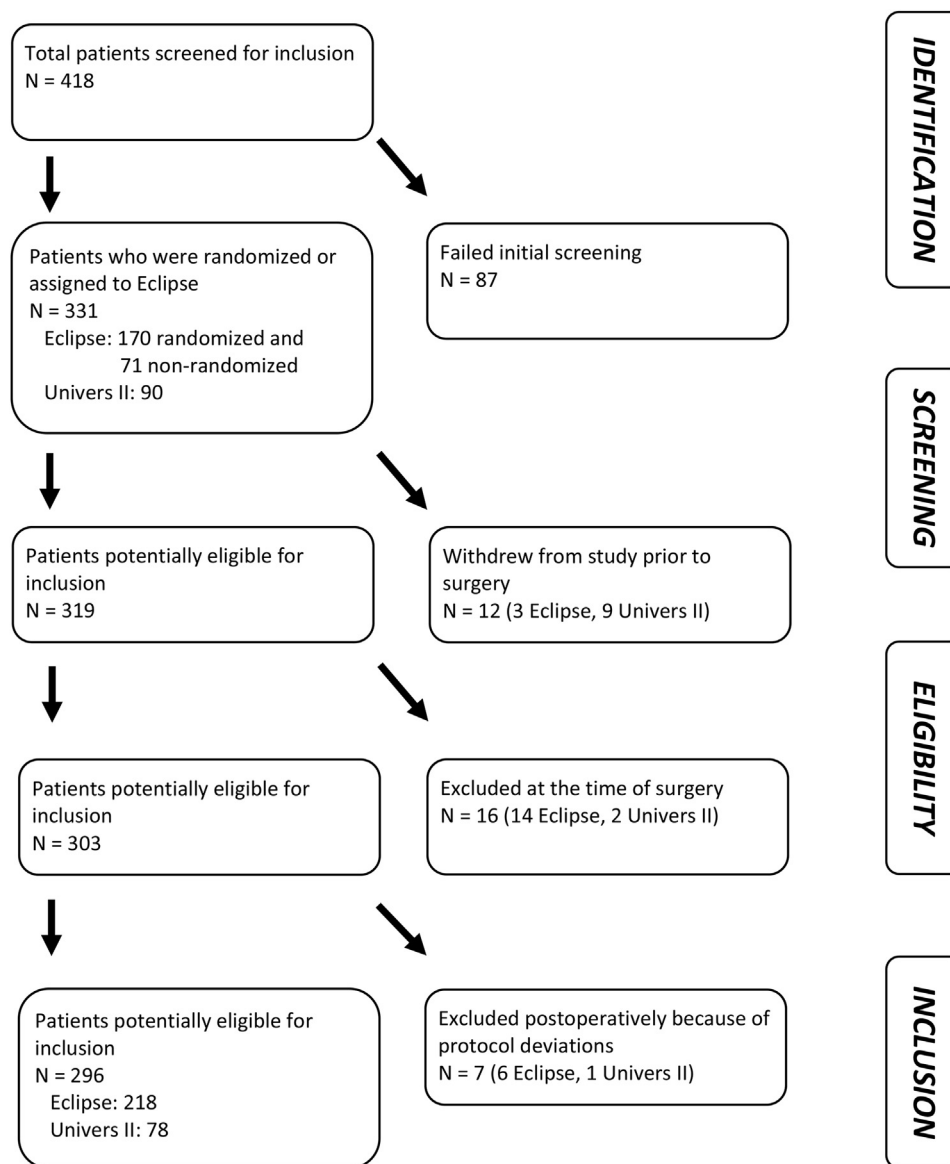 Total patients screened for inclusion
N = 418
IDENTIFICATION
Patients who were randomized or
assigned to Eclipse
N = 331
Eclipse: 170 randomized and
71 non-randomized
Univers II: 90
Failed initial screening
N = 87
SCREENING
Patients potentially eligible for
inclusion
N = 319
Withdrew from study prior to
surgery
N = 12 (3 Eclipse, 9 Univers II)
ELIGIBILITY
Patients potentially eligible for
inclusion
N = 303
Excluded at the time of surgery
N = 16 (14 Eclipse, 2 Univers II)
Patients potentially eligible for
inclusion
N = 296
Eclipse: 218
Univers II: 78
Excluded postoperatively because of
protocol deviations
N = 7 (6 Eclipse, 1 Univers II)
INCLUSION